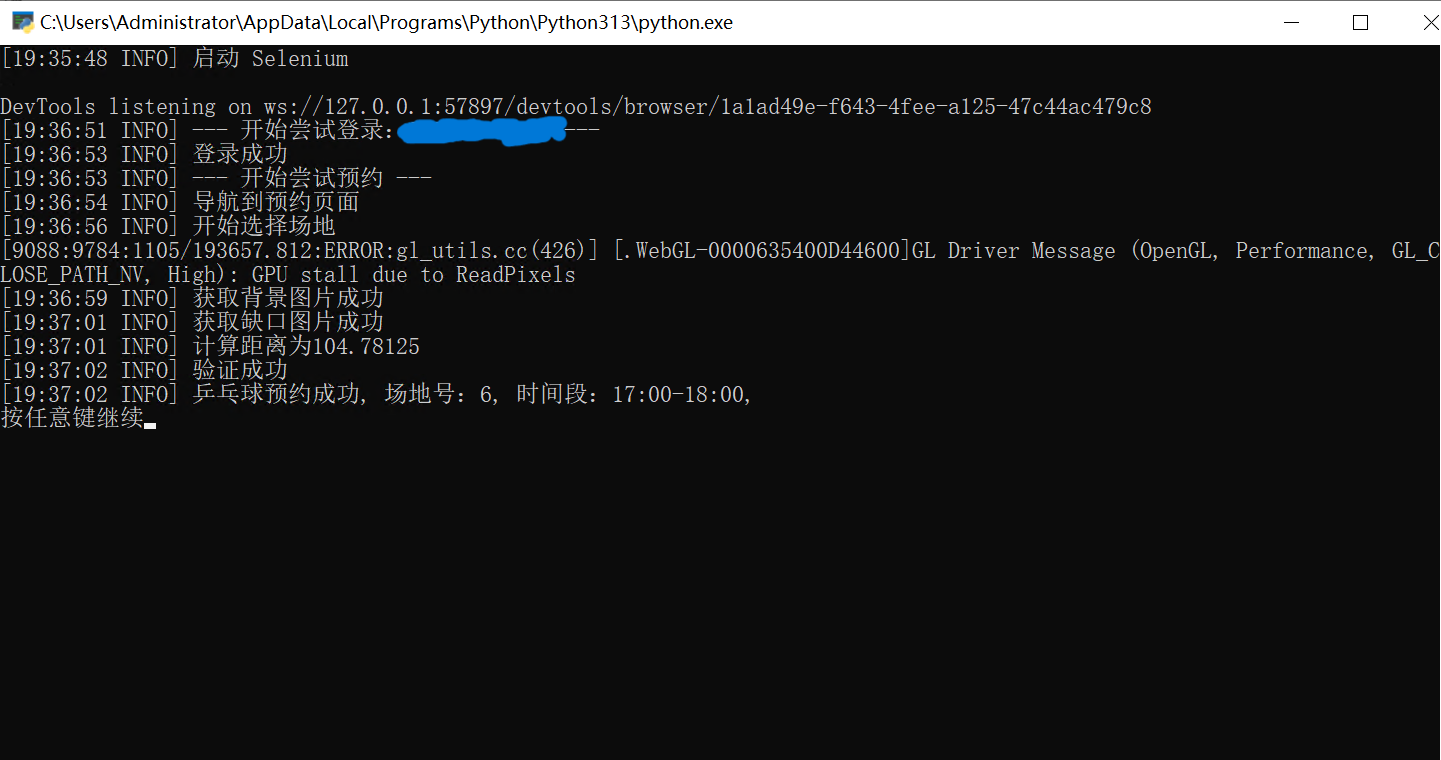 C:\Users\Administrator\AppData\Local\Programs\Python\Python313\python.exe
[19:35:48 INFO] 启动 Selenium
DevTools listening on ws://127.0.0.1:57897/devtools/browser/1a1ad49e-f643-4fee-a125-47c44ac479c8
[19:36:51 INFO] --- 开始尝试登录: ---
[19:36:53 INFO] 登录成功
[19:36:53 INFO] --- 开始尝试预约 ---
[19:36:54 INFO] 导航到预约页面
[19:36:56 INFO] 开始选择场地
[9088:9784:1105/193657.812:ERROR:gl_utils.cc(426)] [.WebGL-0000635400D44600]GL Driver Message (OpenGL, Performance, GL_C
LOSE_PATH_NV, High): GPU stall due to ReadPixels
[19:36:59 INFO] 获取背景图片成功
[19:37:01 INFO] 获取缺口图片成功
[19:37:01 INFO] 计算距离为104.78125
[19:37:02 INFO] 验证成功
[19:37:02 INFO] 乒乓球预约成功, 场地号: 6, 时间段: 17:00-18:00,
按任意键继续